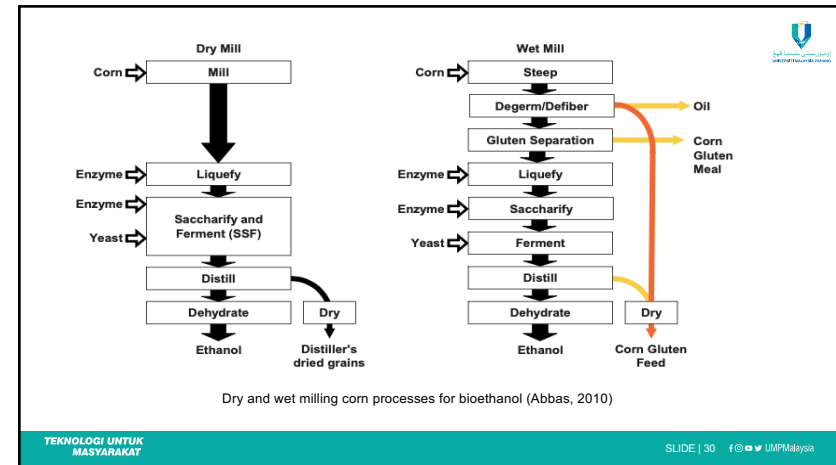 Dry Mill
Corn
Mill
Enzyme
Liquefy
Enzyme
Yeast
Saccharify and
Ferment (SSF)
Distill
Dehydrate
Dry
Ethanol
Distiller's
dried grains
Wet Mill
Corn
Steep
Degerm/Defiber
Oil
Gluten Separation
Corn
Gluten
Meal
Enzyme
Liquefy
Enzyme
Saccharify
Yeast
Ferment
Distill
Dehydrate
Dry
Ethanol
Corn Gluten
Feed
UNIVERSITI MALAYSIA PAHANG
Dry and wet milling corn processes for bioethanol (Abbas, 2010)
TEKNOLOGI UNTUK
MASYARAKAT
SLIDE | 30
UMPMalaysia